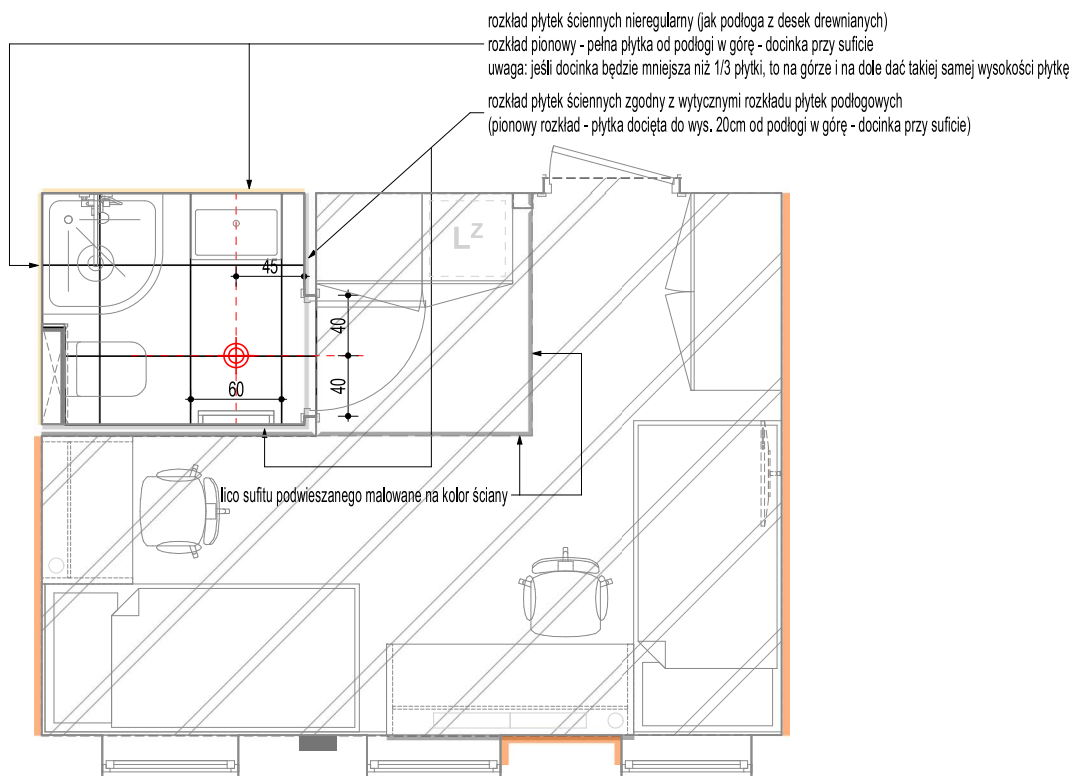 rozkład płytek ściennych nieregularny (jak podłoga z desek drewnianych)
rozkład pionowy - pełna płytka od podłogi w górę - docinka przy suficie
uwaga: jeśli docinka będzie mniejsza niż 1/3 płytki, to na górze i na dole dać takiej samej wysokości płytkę
rozkład płytek ściennych zgodny z wytycznymi rozkładu płytek podłogowych
(pionowy rozkład - płytka docięta do wys. 20cm od podłogi w górę - docinka przy suficie)
LZ
45
40
40
60
lico sufitu podwieszanego malowane na kolor ściany